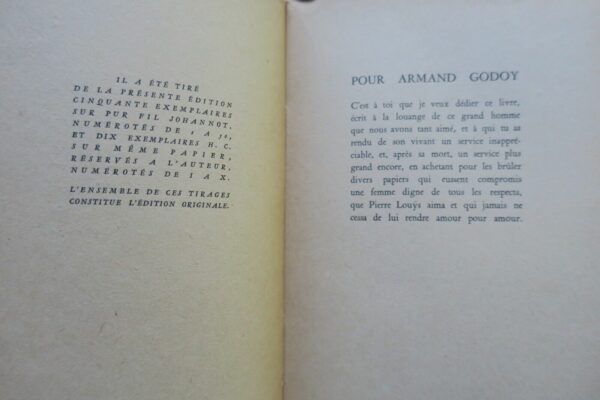 IL A ÉTÉ TIRÉ
DE LA PRÉSENTE ÉDITION
CINQUANTE EXEMPLAIRES
SUR PUR FIL JOHANNOT,
NUMÉROTÉS DE 1 A 50,
ET DIX EXEMPLAIRES H. C.
SUR MÊME PAPIER,
RÉSERVÉS A L'AUTEUR,
NUMÉROTÉS DE I A X.
L'ENSEMBLE DE CES TIRAGES
CONSTITUE L'ÉDITION ORIGINALE.
POUR ARMAND GODOY
C'est à toi que je veux dédier ce livre,
écrit à la louange de ce grand homme
que nous avons tant aimé, et à qui tu as
rendu de son vivant un service inappré-
ciable, et, après sa mort, un service plus
grand encore, en achetant pour les brûler
divers papiers qui eussent compromis
une femme digne de tous les respects,
que Pierre Louÿs aima et qui jamais ne
cessa de lui rendre amour pour amour.